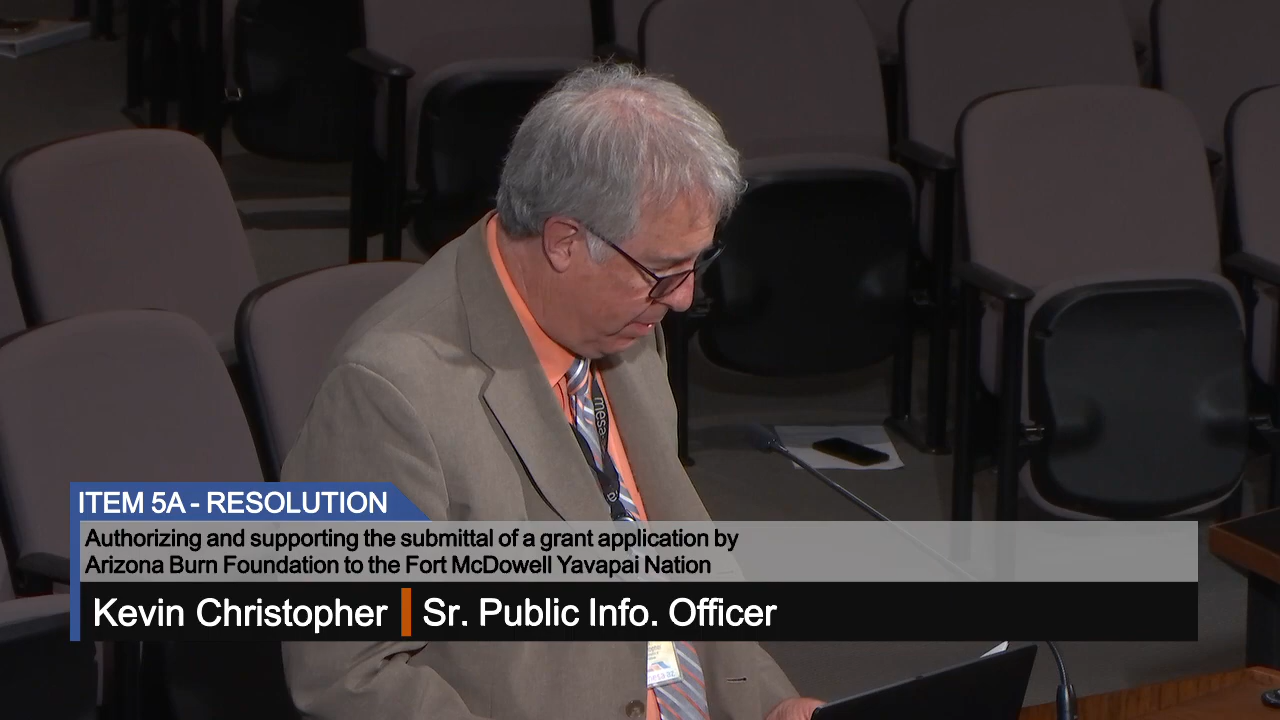 mesa
ITEM 5A - RESOLUTION
Authorizing and supporting the submittal of a grant application by
Arizona Burn Foundation to the Fort McDowell Yavapai Nation
Kevin Christopher
Sr. Public Info. Officer